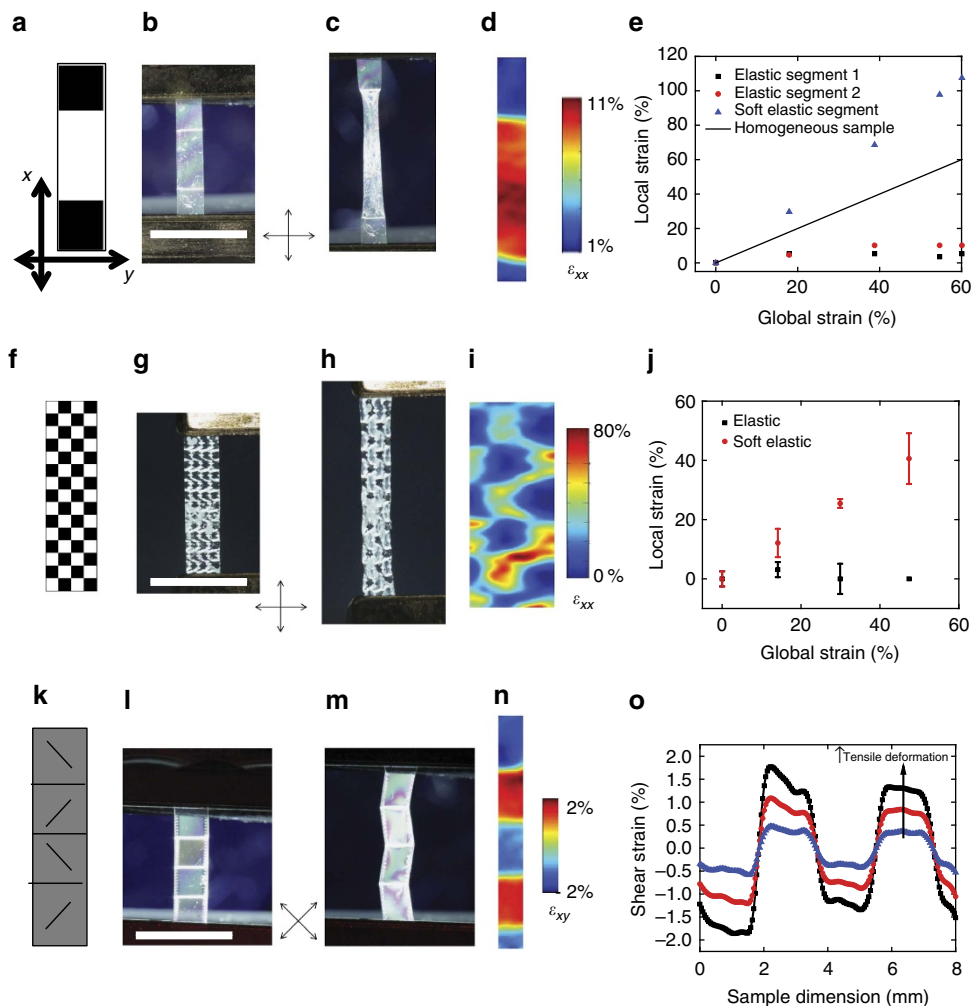 a
b
c
d
e
x
y
11%
1%
εxx
120
100
80
60
40
20
0
Local strain (%)
Elastic segment 1
Elastic segment 2
Soft elastic segment
Homogeneous sample
0
20
40
60
Global strain (%)
f
g
h
i
j
80%
0 %
εxx
60
40
20
0
Local strain (%)
Elastic
Soft elastic
0
20
40
60
Global strain (%)
k
l
m
n
o
2%
2%
εxy
2.0
1.5
1.0
0.5
0.0
−0.5
−1.0
−1.5
−2.0
Shear strain (%)
↑Tensile deformation
0
2
4
6
8
Sample dimension (mm)